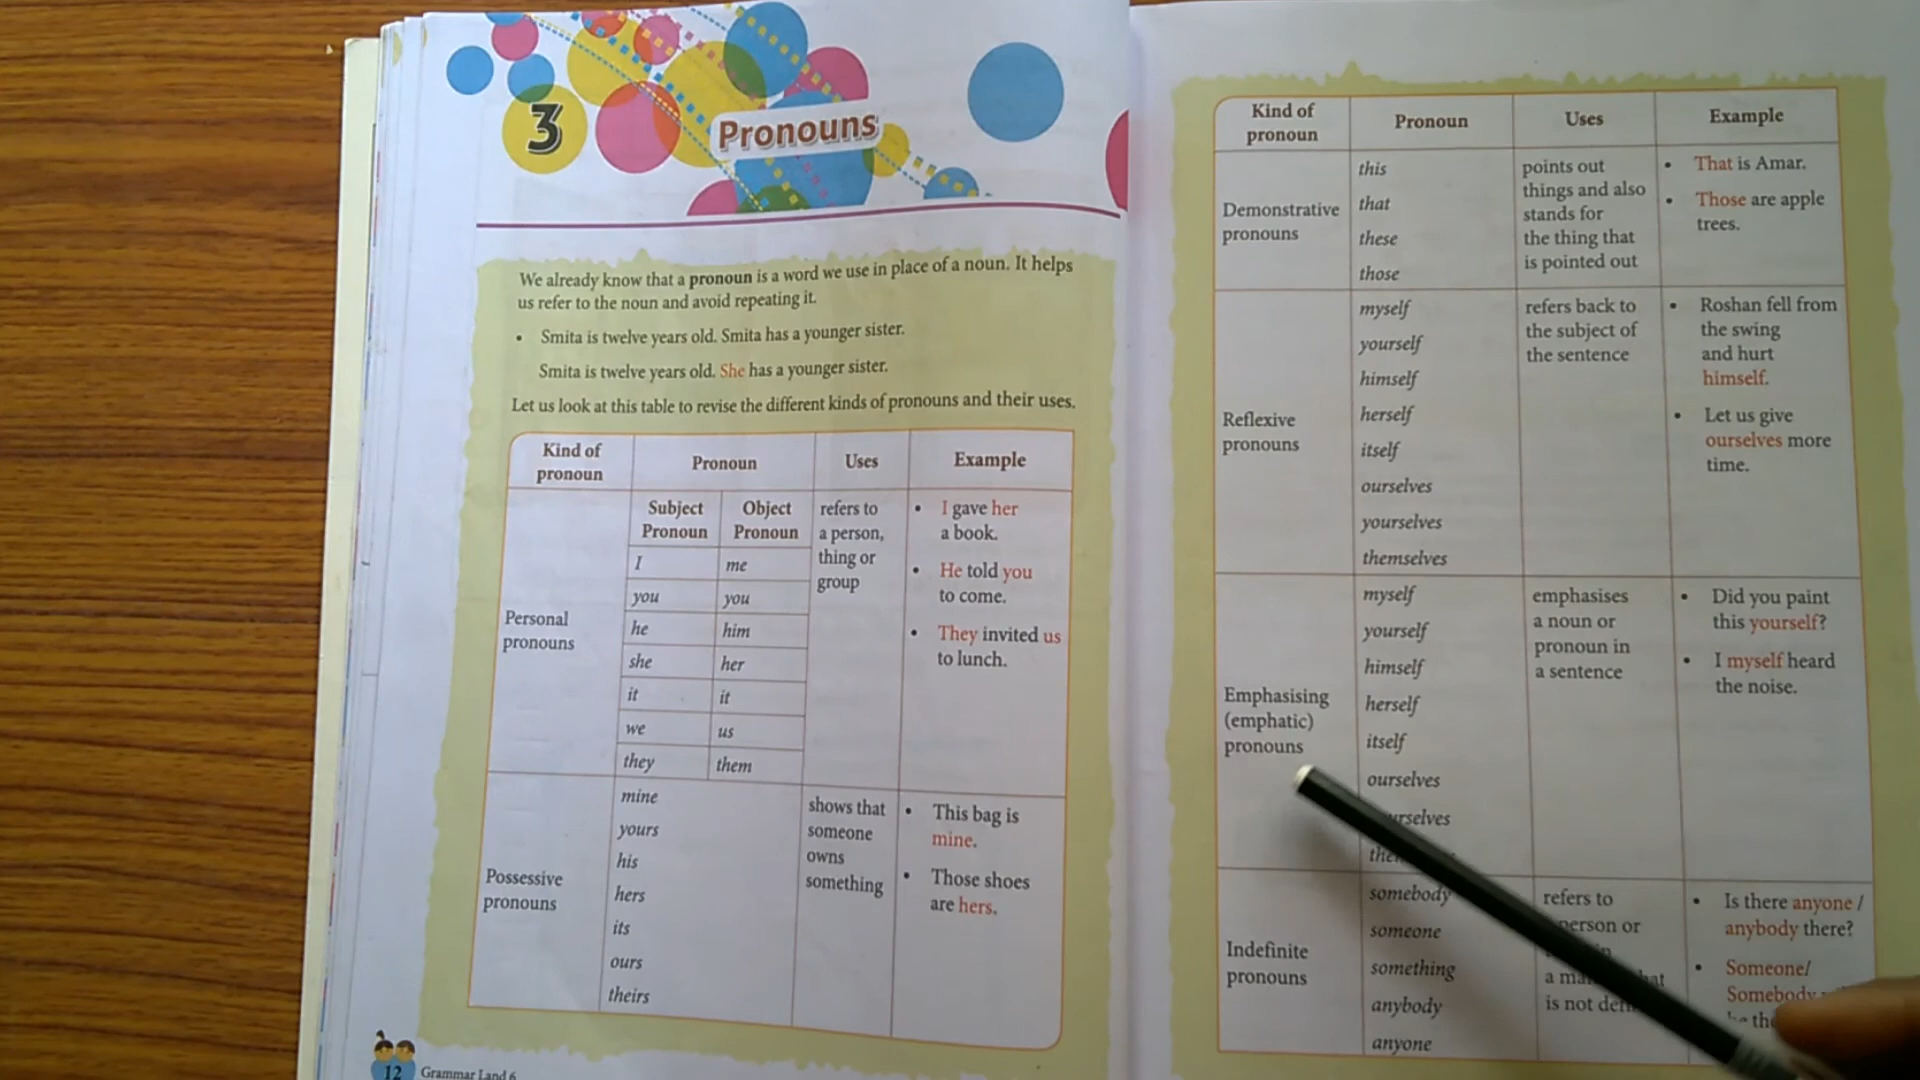 3
Pronouns
We already know that a pronoun is a word we use in place of a noun. It helps
us refer to the noun and avoid repeating it.
• Smita is twelve years old. Smita has a younger sister.
Smita is twelve years old. She has a younger sister.
Let us look at this table to revise the different kinds of pronouns and their uses.
Kind of
pronoun
Pronoun
Uses
Example
Personal
pronouns
Subject
Pronoun
Object
Pronoun
I
me
you
you
he
him
she
her
it
it
we
us
they
them
refers to
a person,
thing or
group
• I gave her
a book.
• He told you
to come.
• They invited us
to lunch.
Possessive
pronouns
mine
yours
his
hers
its
ours
theirs
shows that
someone
owns
something
• This bag is
mine.
• Those shoes
are hers.
12
Grammar Land 6
Kind of
pronoun
Pronoun
Uses
Example
Demonstrative
pronouns
this
that
these
those
points out
things and also
stands for
the thing that
is pointed out
• That is Amar.
• Those are apple
trees.
Reflexive
pronouns
myself
yourself
himself
herself
itself
ourselves
yourselves
themselves
refers back to
the subject of
the sentence
• Roshan fell from
the swing
and hurt
himself.
• Let us give
ourselves more
time.
Emphasising
(emphatic)
pronouns
myself
yourself
himself
herself
itself
ourselves
emphasises
a noun or
pronoun in
a sentence
• Did you paint
this yourself?
• I myself heard
the noise.
Indefinite
pronouns
somebody
someone
something
anybody
anyone
refers to
person or
a
is not
• Is there anyone /
anybody there?
• Someone/
Somebody